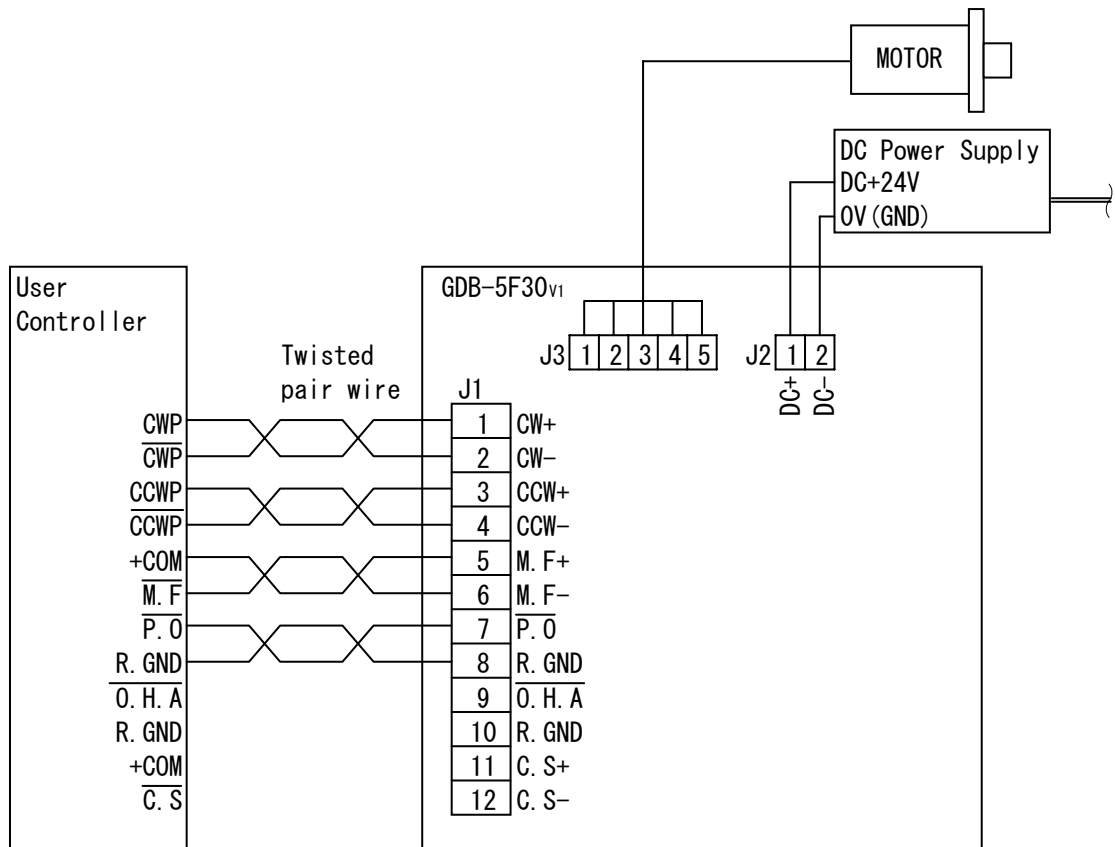 MOTOR
DC Power Supply
DC+24V
0V(GND)
User
Controller
GDB-5F30V1
J3 1 2 3 4 5
J2 1 2
DC+ DC-
Twisted
pair wire
J1
CWP 1 CW+
C̅W̅P̅ 2 CW-
CCWP 3 CCW+
C̅C̅W̅P̅ 4 CCW-
+COM 5 M.F+
M̅.̅F̅ 6 M.F-
P̅.̅O̅ 7 P̅.̅O̅
R.GND 8 R.GND
O̅.̅H̅.̅A̅ 9 O̅.̅H̅.̅A̅
R.GND 10 R.GND
+COM 11 C.S+
C̅.̅S̅ 12 C.S-